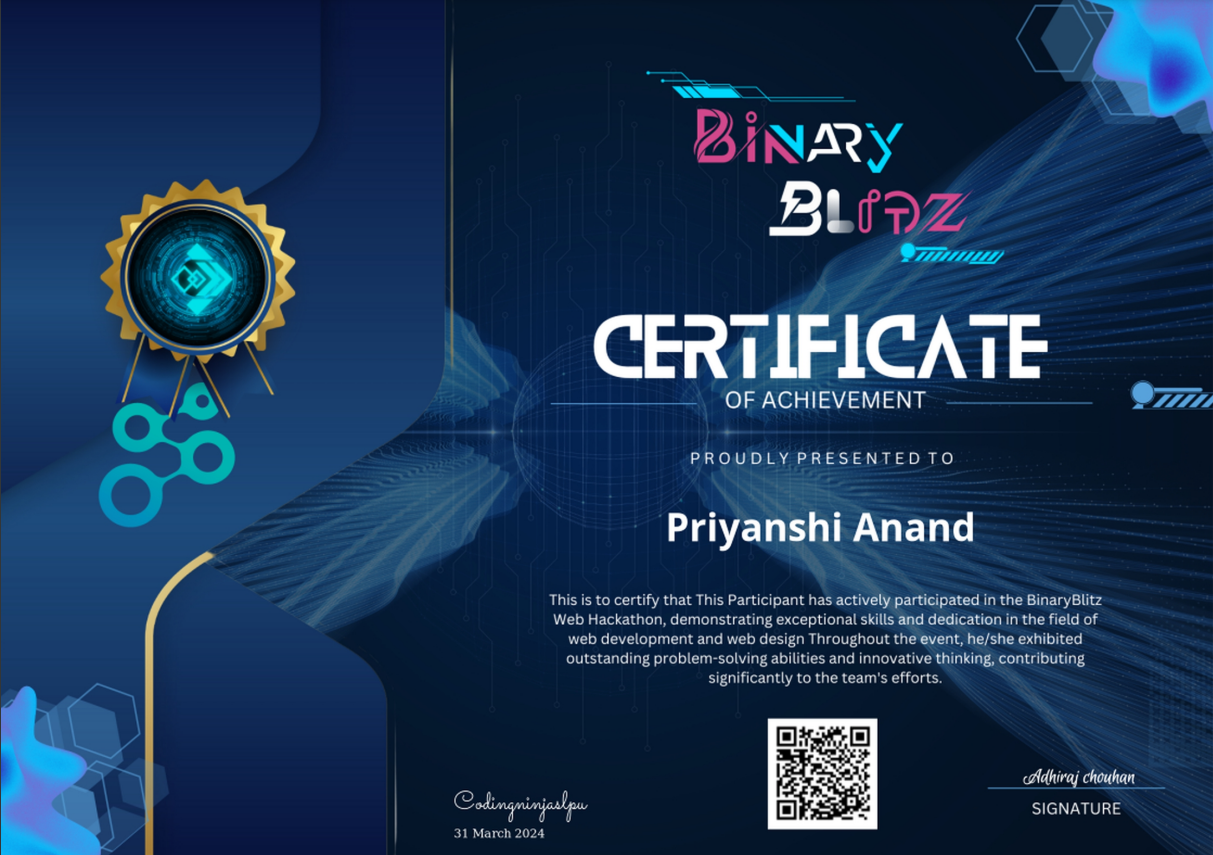 Binary
Blitz
CERTIFICATE
OF ACHIEVEMENT
PROUDLY PRESENTED TO
Priyanshi Anand
This is to certify that This Participant has actively participated in the BinaryBlitz
Web Hackathon, demonstrating exceptional skills and dedication in the field of
web development and web design Throughout the event, he/she exhibited
outstanding problem-solving abilities and innovative thinking, contributing
significantly to the team's efforts.
Codingninjaslpu
31 March 2024
Adhiraj chouhan
SIGNATURE